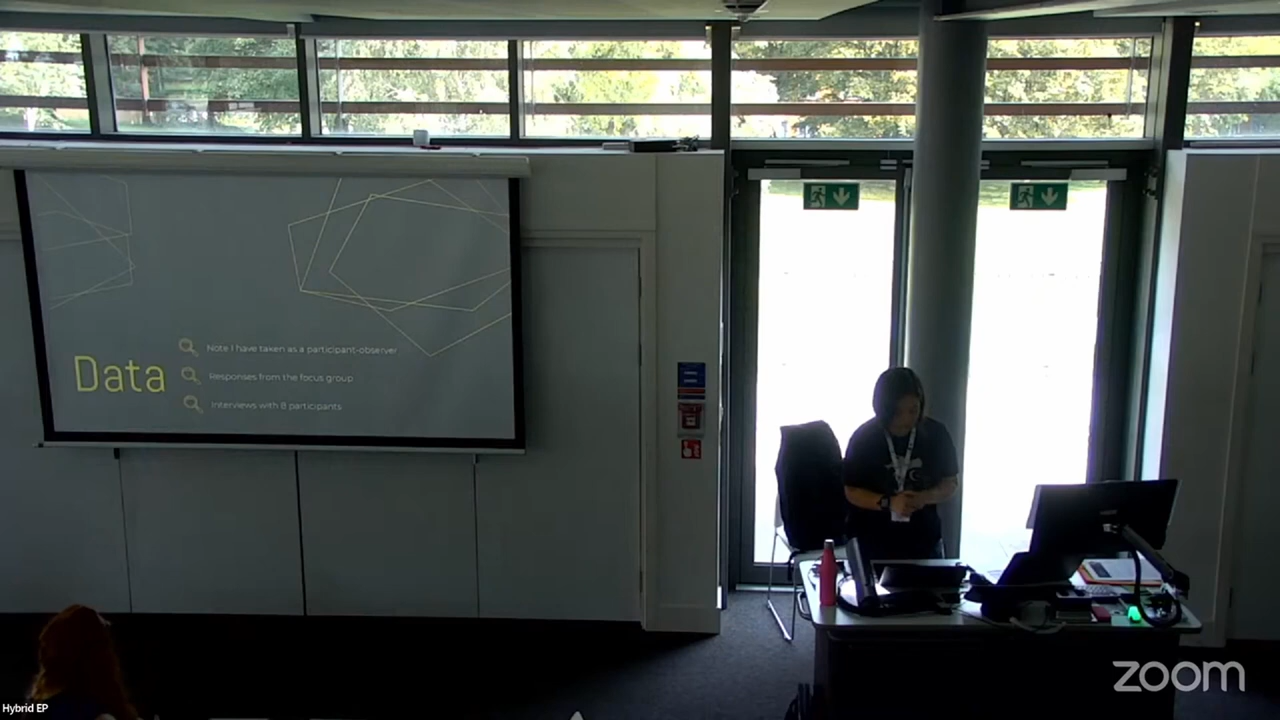 Data
Note I have taken as a participant-observer
Responses from the focus group
Interviews with 8 participants
zoom
Hybrid EP